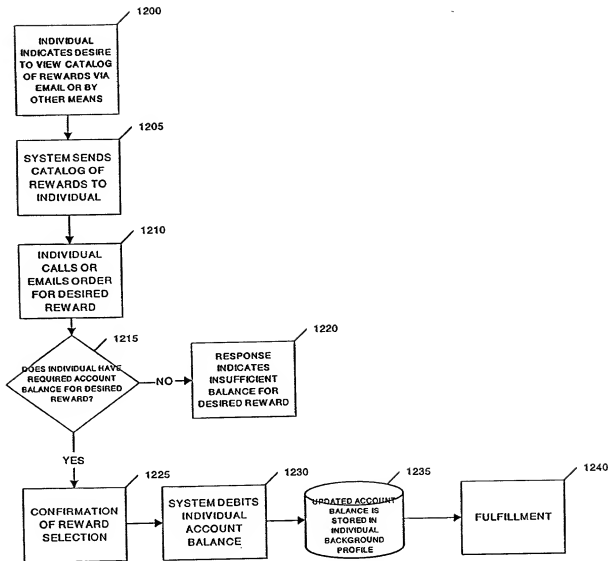 1200
INDIVIDUAL
INDICATES DESIRE
TO VIEW CATALOG
OF REWARDS VIA
EMAIL OR BY
OTHER MEANS
1205
SYSTEM SENDS
CATALOG OF
REWARDS TO
INDIVIDUAL
1210
INDIVIDUAL
CALLS OR
EMAILS ORDER
FOR DESIRED
REWARD
1215
DOES INDIVIDUAL HAVE
REQUIRED ACCOUNT
BALANCE FOR DESIRED
REWARD?
NO
1220
RESPONSE
INDICATES
INSUFFICIENT
BALANCE FOR
DESIRED REWARD
YES
1225
CONFIRMATION
OF REWARD
SELECTION
1230
SYSTEM DEBITS
INDIVIDUAL
ACCOUNT
BALANCE
1235
UPDATED ACCOUNT
BALANCE IS
STORED IN
INDIVIDUAL
BACKGROUND
PROFILE
1240
FULFILLMENT